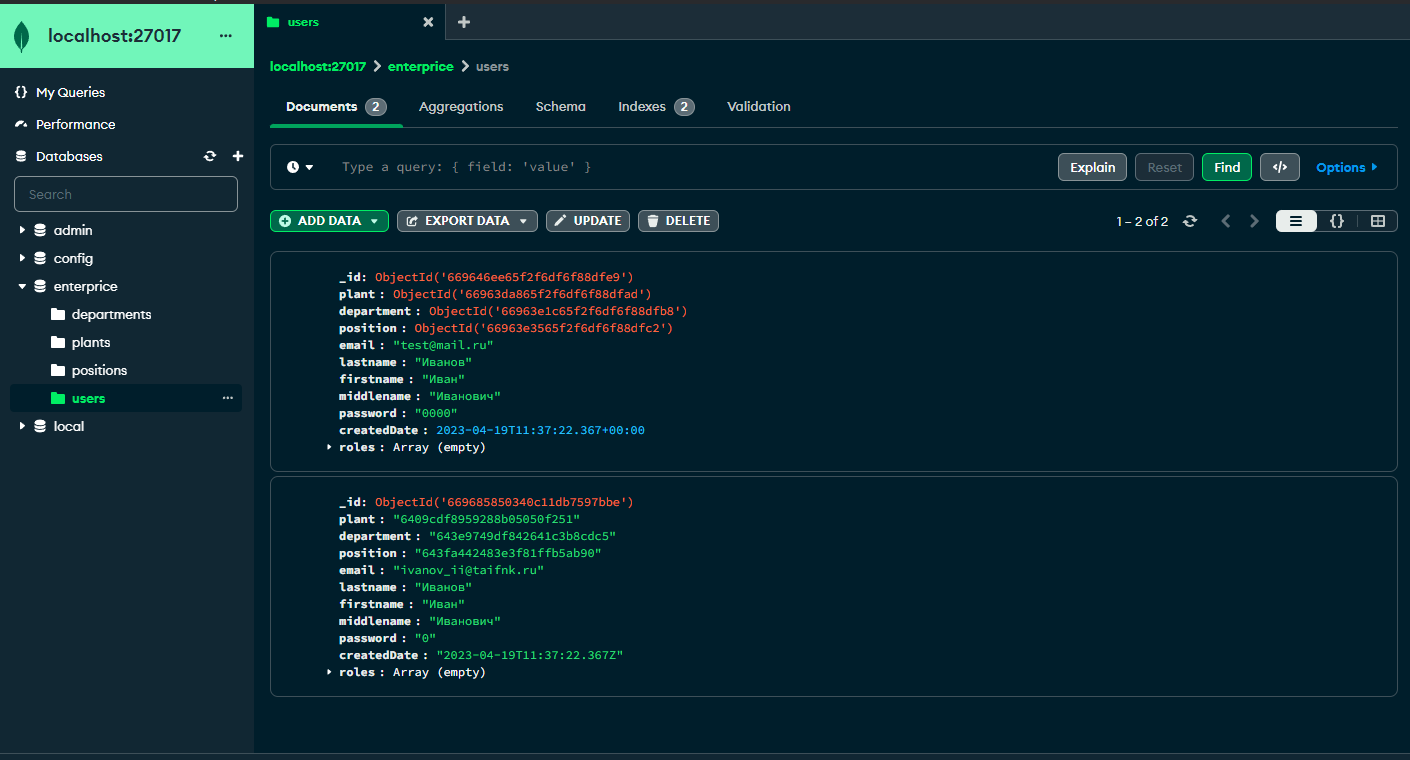 localhost:27017 ...
users
localhost:27017 > enterprice > users
{} My Queries
Performance
Databases
Search
admin
config
enterprice
departments
plants
positions
users ...
local
Documents 2 Aggregations Schema Indexes 2 Validation
Type a query: { field: 'value' } Explain Reset Find </> Options
ADD DATA EXPORT DATA UPDATE DELETE 1 – 2 of 2 {}
_id: ObjectId('669646ee65f2f6df6f88dfe9')
plant : ObjectId('66963da865f2f6df6f88dfad')
department : ObjectId('66963e1c65f2f6df6f88dfb8')
position : ObjectId('66963e3565f2f6df6f88dfc2')
email : "test@mail.ru"
lastname : "Иванов"
firstname : "Иван"
middlename : "Иванович"
password : "0000"
createdDate : 2023-04-19T11:37:22.367+00:00
roles : Array (empty)
_id: ObjectId('669685850340c11db7597bbe')
plant : "6409cdf8959288b05050f251"
department : "643e9749df842641c3b8cdc5"
position : "643fa442483e3f81ffb5ab90"
email : "ivanov_ii@taifnk.ru"
lastname : "Иванов"
firstname : "Иван"
middlename : "Иванович"
password : "0"
createdDate : "2023-04-19T11:37:22.367Z"
roles : Array (empty)